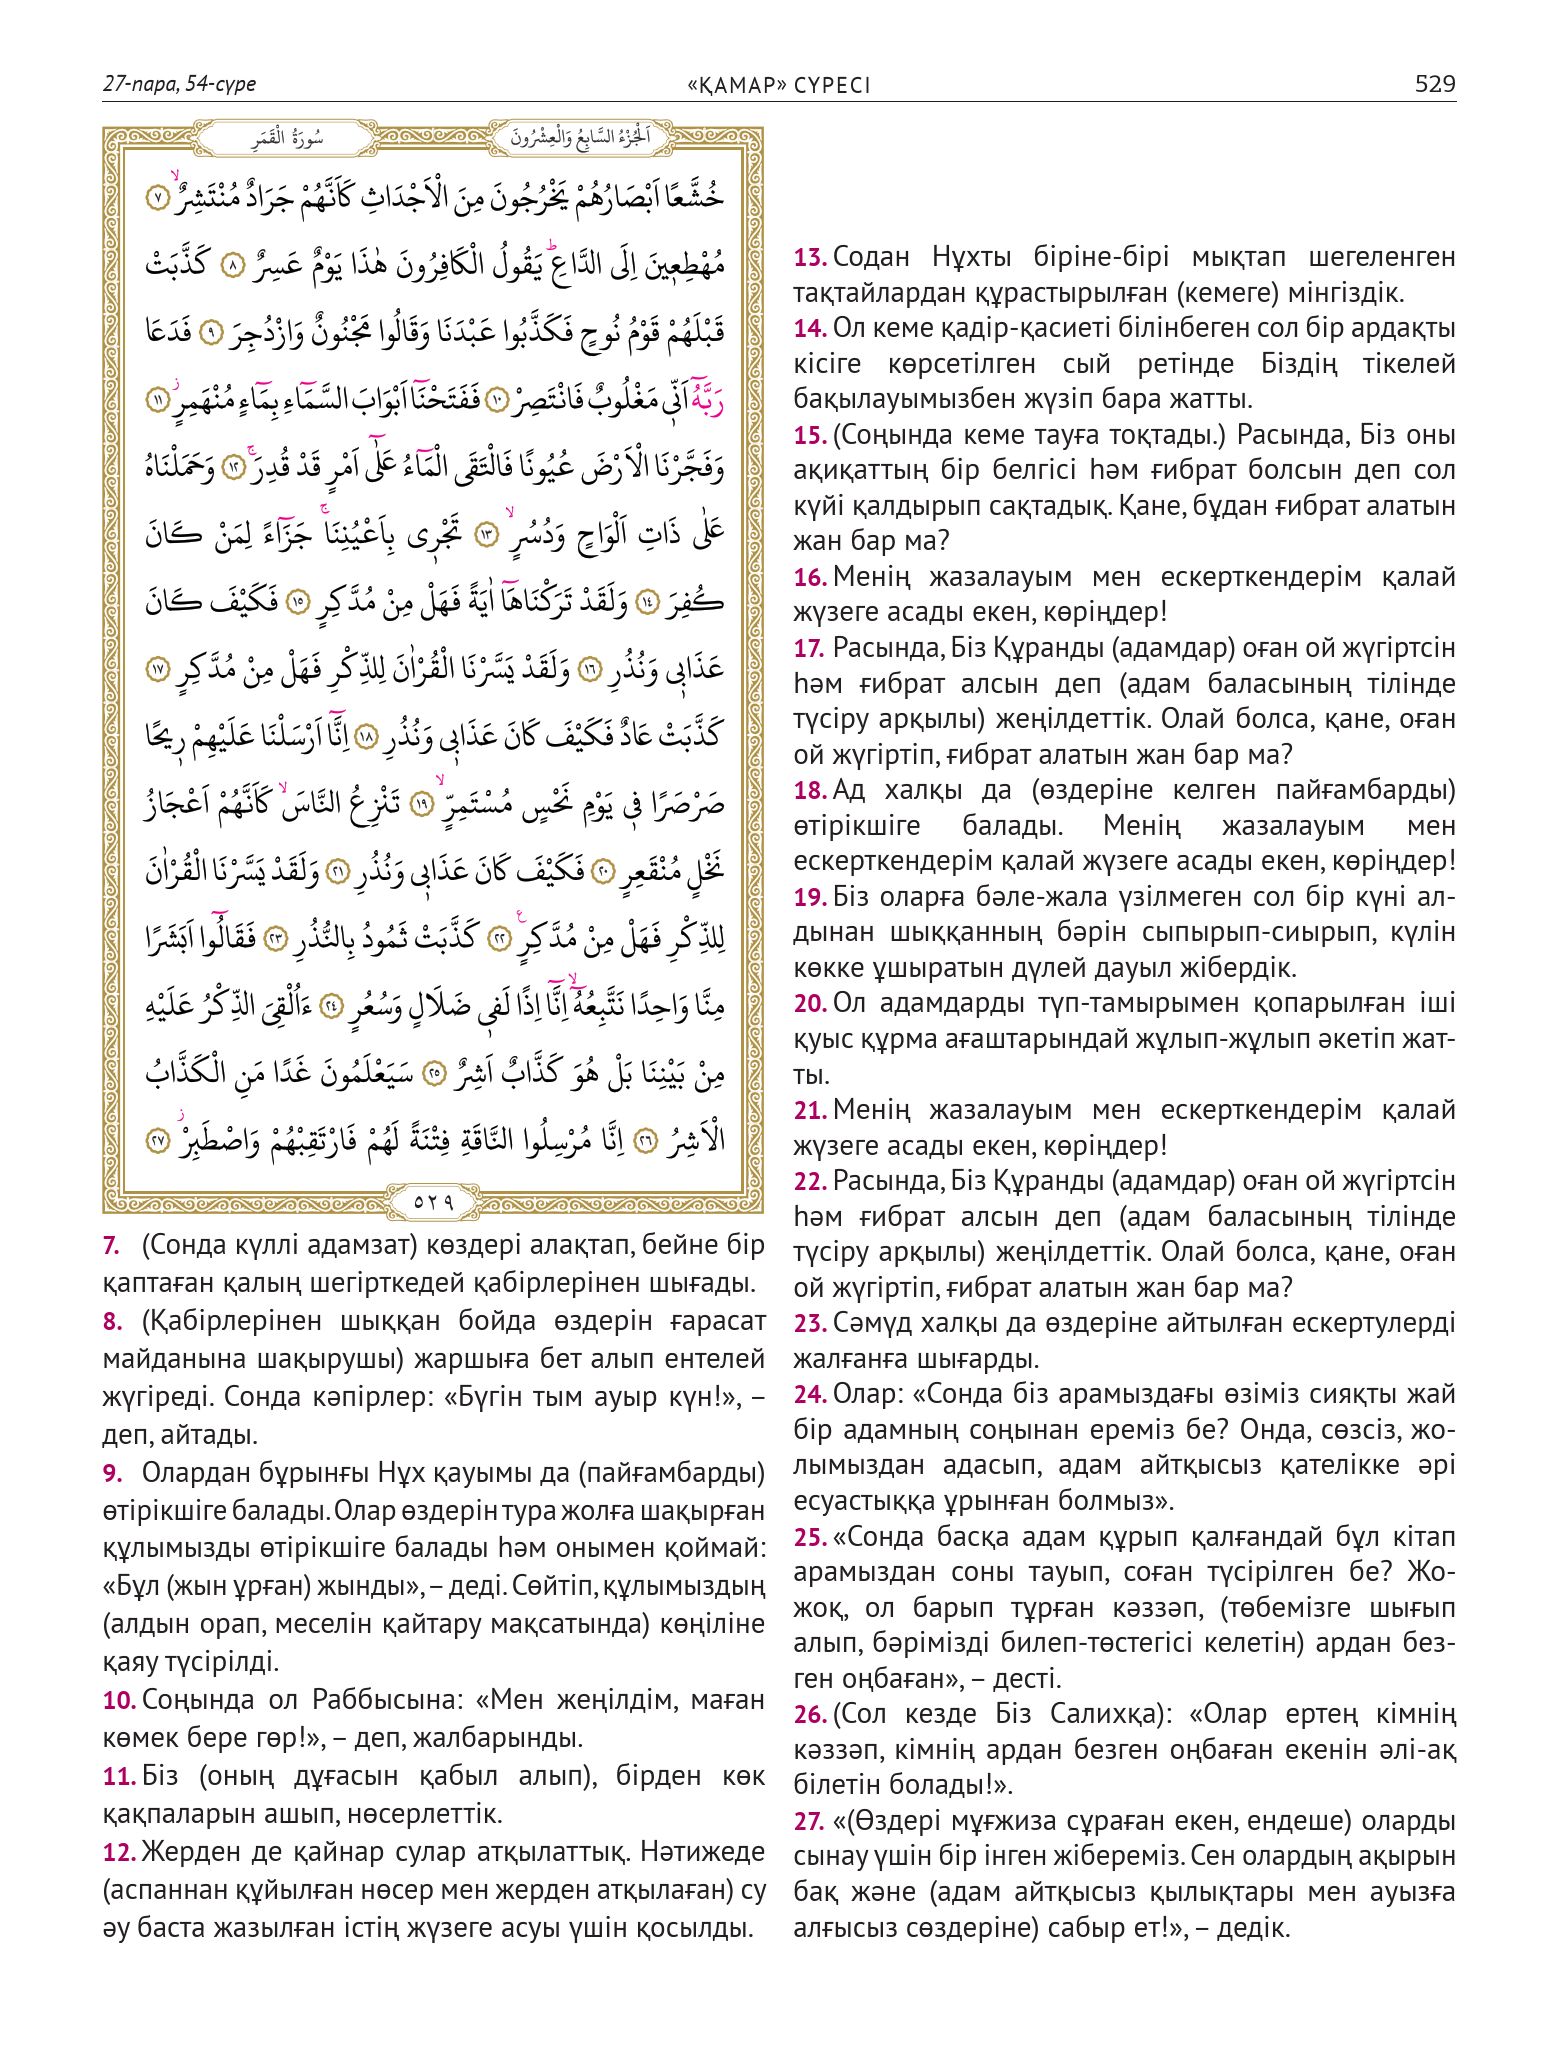 27-пара, 54-сүре
«ҚАМАР» СҮРЕСІ
529
سُورَةُ الْقَمَرِ
اَلْجُزْءُ السَّابِعُ وَالْعِشْرُونَ
خُشَّعًا اَبْصَارُهُمْ يَخْرُجُونَ مِنَ الْاَجْدَاثِ كَاَنَّهُمْ جَرَادٌ مُنْتَشِرٌۙ ﴿٧﴾
مُهْطِع۪ينَ اِلَى الدَّاعِۜ يَقُولُ الْكَافِرُونَ هٰذَا يَوْمٌ عَسِرٌ ﴿٨﴾ كَذَّبَتْ
قَبْلَهُمْ قَوْمُ نُوحٍ فَكَذَّبُوا عَبْدَنَا وَقَالُوا مَجْنُونٌ وَازْدُجِرَ ﴿٩﴾ فَدَعَا
رَبَّهُٓ اَنّ۪ي مَغْلُوبٌ فَانْتَصِرْ ﴿١٠﴾ فَفَتَحْنَٓا اَبْوَابَ السَّمَٓاءِ بِمَٓاءٍ مُنْهَمِرٍۘ ﴿١١﴾
وَفَجَّرْنَا الْاَرْضَ عُيُونًا فَالْتَقَى الْمَٓاءُ عَلٰٓى اَمْرٍ قَدْ قُدِرَۚ ﴿١٢﴾ وَحَمَلْنَاهُ
عَلٰى ذَاتِ اَلْوَاحٍ وَدُسُرٍۙ ﴿١٣﴾ تَجْر۪ي بِاَعْيُنِنَاۚ جَزَٓاءً لِمَنْ كَانَ
كُفِرَ ﴿١٤﴾ وَلَقَدْ تَرَكْنَاهَٓا اٰيَةً فَهَلْ مِنْ مُدَّكِرٍ ﴿١٥﴾ فَكَيْفَ كَانَ
عَذَاب۪ي وَنُذُرِ ﴿١٦﴾ وَلَقَدْ يَسَّرْنَا الْقُرْاٰنَ لِلذِّكْرِ فَهَلْ مِنْ مُدَّكِرٍ ﴿١٧﴾
كَذَّبَتْ عَادٌ فَكَيْفَ كَانَ عَذَاب۪ي وَنُذُرِ ﴿١٨﴾ اِنَّٓا اَرْسَلْنَا عَلَيْهِمْ ر۪يحًا
صَرْصَرًا ف۪ي يَوْمِ نَحْسٍ مُسْتَمِرٍّۙ ﴿١٩﴾ تَنْزِعُ النَّاسَۙ كَاَنَّهُمْ اَعْجَازُ
نَخْلٍ مُنْقَعِرٍ ﴿٢٠﴾ فَكَيْفَ كَانَ عَذَاب۪ي وَنُذُرِ ﴿٢١﴾ وَلَقَدْ يَسَّرْنَا الْقُرْاٰنَ
لِلذِّكْرِ فَهَلْ مِنْ مُدَّكِرٍ۟ ﴿٢٢﴾ كَذَّبَتْ ثَمُودُ بِالنُّذُرِ ﴿٢٣﴾ فَقَالُٓوا اَبَشَرًا
مِنَّا وَاحِدًا نَتَّبِعُهُٓۙ اِنَّٓا اِذًا لَف۪ي ضَلَالٍ وَسُعُرٍ ﴿٢٤﴾ ءَاُلْقِيَ الذِّكْرُ عَلَيْهِ
مِنْ بَيْنِنَا بَلْ هُوَ كَذَّابٌ اَشِرٌ ﴿٢٥﴾ سَيَعْلَمُونَ غَدًا مَنِ الْكَذَّابُ
الْاَشِرُ ﴿٢٦﴾ اِنَّا مُرْسِلُوا النَّاقَةِ فِتْنَةً لَهُمْ فَارْتَقِبْهُمْ وَاصْطَبِرْۘ ﴿٢٧﴾
٥٢٩
7. (Сонда күллі адамзат) көздері алақтап, бейне бір
қаптаған қалың шегірткедей қабірлерінен шығады.
8. (Қабірлерінен шыққан бойда өздерін ғарасат
майданына шақырушы) жаршыға бет алып ентелей
жүгіреді. Сонда кәпірлер: «Бүгін тым ауыр күн!», –
деп, айтады.
9. Олардан бұрынғы Нұх қауымы да (пайғамбарды)
өтірікшіге балады. Олар өздерін тура жолға шақырған
құлымызды өтірікшіге балады һәм онымен қоймай:
«Бұл (жын ұрған) жынды», – деді. Сөйтіп, құлымыздың
(алдын орап, меселін қайтару мақсатында) көңіліне
қаяу түсірілді.
10. Соңында ол Раббысына: «Мен жеңілдім, маған
көмек бере гөр!», – деп, жалбарынды.
11. Біз (оның дұғасын қабыл алып), бірден көк
қақпаларын ашып, нөсерлеттік.
12. Жерден де қайнар сулар атқылаттық. Нәтижеде
(аспаннан құйылған нөсер мен жерден атқылаған) су
әу баста жазылған істің жүзеге асуы үшін қосылды.
13. Содан Нұхты біріне-бірі мықтап шегеленген
тақтайлардан құрастырылған (кемеге) мінгіздік.
14. Ол кеме қадір-қасиеті білінбеген сол бір ардақты
кісіге көрсетілген сый ретінде Біздің тікелей
бақылауымызбен жүзіп бара жатты.
15. (Соңында кеме тауға тоқтады.) Расында, Біз оны
ақиқаттың бір белгісі һәм ғибрат болсын деп сол
күйі қалдырып сақтадық. Қане, бұдан ғибрат алатын
жан бар ма?
16. Менің жазалауым мен ескерткендерім қалай
жүзеге асады екен, көріңдер!
17. Расында, Біз Құранды (адамдар) оған ой жүгіртсін
һәм ғибрат алсын деп (адам баласының тілінде
түсіру арқылы) жеңілдеттік. Олай болса, қане, оған
ой жүгіртіп, ғибрат алатын жан бар ма?
18. Ад халқы да (өздеріне келген пайғамбарды)
өтірікшіге балады. Менің жазалауым мен
ескерткендерім қалай жүзеге асады екен, көріңдер!
19. Біз оларға бәле-жала үзілмеген сол бір күні ал-
дынан шыққанның бәрін сыпырып-сиырып, күлін
көкке ұшыратын дүлей дауыл жібердік.
20. Ол адамдарды түп-тамырымен қопарылған іші
қуыс құрма ағаштарындай жұлып-жұлып әкетіп жат-
ты.
21. Менің жазалауым мен ескерткендерім қалай
жүзеге асады екен, көріңдер!
22. Расында, Біз Құранды (адамдар) оған ой жүгіртсін
һәм ғибрат алсын деп (адам баласының тілінде
түсіру арқылы) жеңілдеттік. Олай болса, қане, оған
ой жүгіртіп, ғибрат алатын жан бар ма?
23. Сәмүд халқы да өздеріне айтылған ескертулерді
жалғанға шығарды.
24. Олар: «Сонда біз арамыздағы өзіміз сияқты жай
бір адамның соңынан ереміз бе? Онда, сөзсіз, жо-
лымыздан адасып, адам айтқысыз қателікке әрі
есуастыққа ұрынған болмыз».
25. «Сонда басқа адам құрып қалғандай бұл кітап
арамыздан соны тауып, соған түсірілген бе? Жо-
жоқ, ол барып тұрған кәззәп, (төбемізге шығып
алып, бәрімізді билеп-төстегісі келетін) ардан без-
ген оңбаған», – десті.
26. (Сол кезде Біз Салихқа): «Олар ертең кімнің
кәззәп, кімнің ардан безген оңбаған екенін әлі-ақ
білетін болады!».
27. «(Өздері мұғжиза сұраған екен, ендеше) оларды
сынау үшін бір інген жібереміз. Сен олардың ақырын
бақ және (адам айтқысыз қылықтары мен ауызға
алғысыз сөздеріне) сабыр ет!», – дедік.